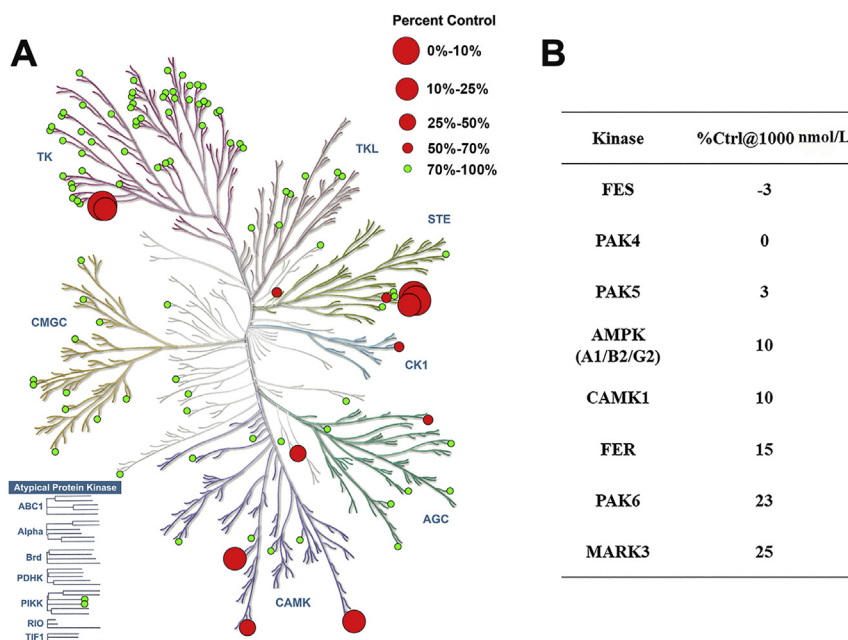 A
Percent Control
0%-10%
10%-25%
25%-50%
50%-70%
70%-100%
TK
TKL
STE
CMGC
CK1
AGC
CAMK
Atypical Protein Kinase
ABC1
Alpha
Brd
PDHK
PIKK
RIO
TIF1
B
Kinase %Ctrl@1000 nmol/L
FES -3
PAK4 0
PAK5 3
AMPK
(A1/B2/G2) 10
CAMK1 10
FER 15
PAK6 23
MARK3 25